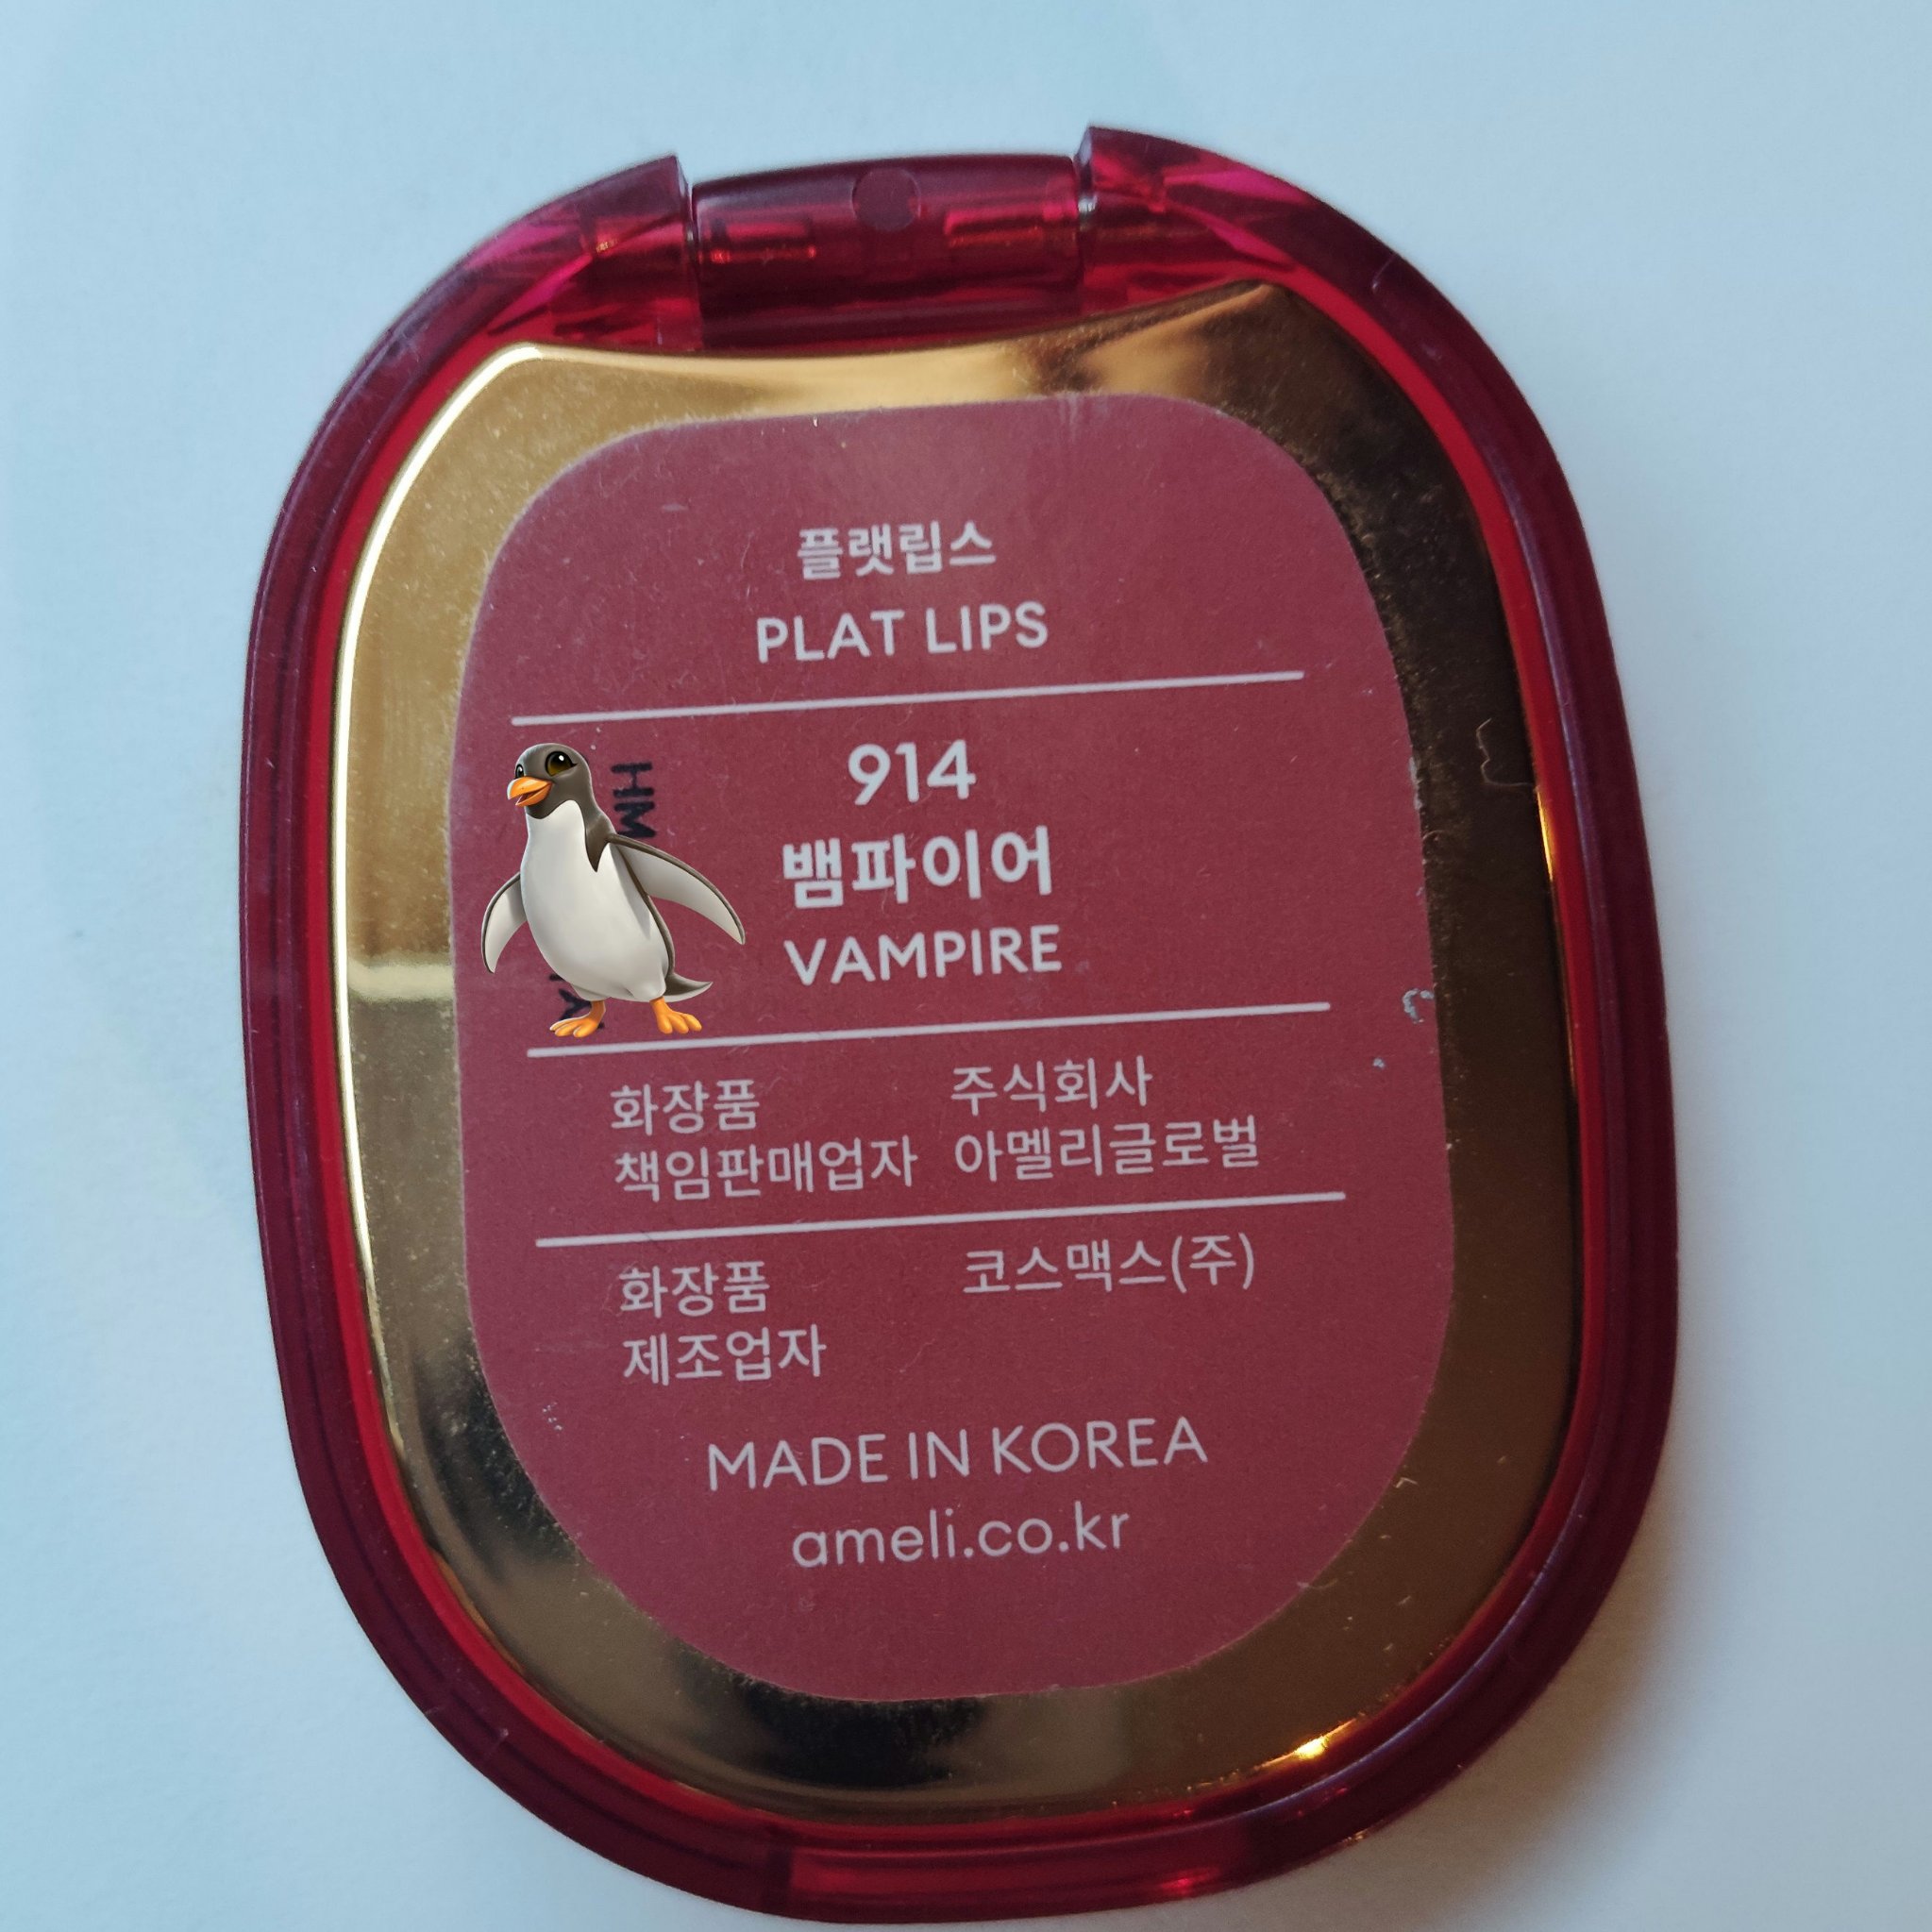 플랫립스
PLAT LIPS
914
뱀파이어
VAMPIRE
화장품 주식회사
책임판매업자 아멜리글로벌
화장품 코스맥스(주)
제조업자
MADE IN KOREA
ameli.co.kr